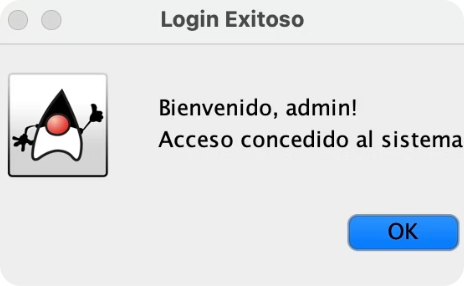 Login Exitoso
Bienvenido, admin!
Acceso concedido al sistema
OK